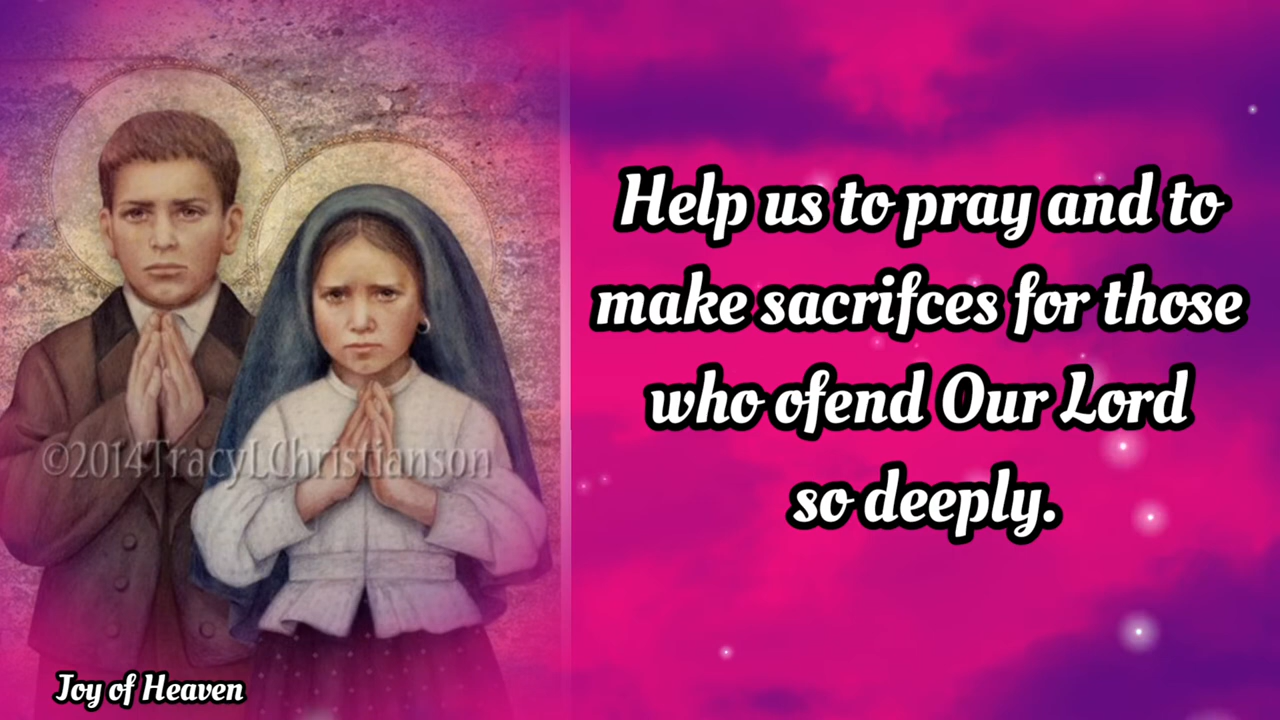 Help us to pray and to
make sacrifces for those
who ofend Our Lord
so deeply.
©2014TracyLChristianson
Joy of Heaven